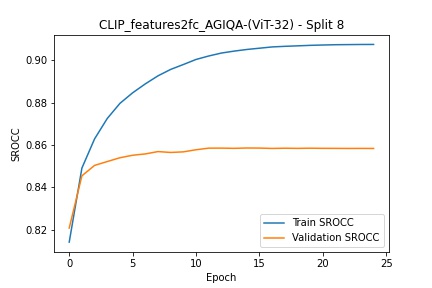 CLIP_features2fc_AGIQA-(ViT-32) - Split 8
0.90
0.88
0.86
0.84
0.82
SROCC
0 5 10 15 20 25
Epoch
Train SROCC
Validation SROCC